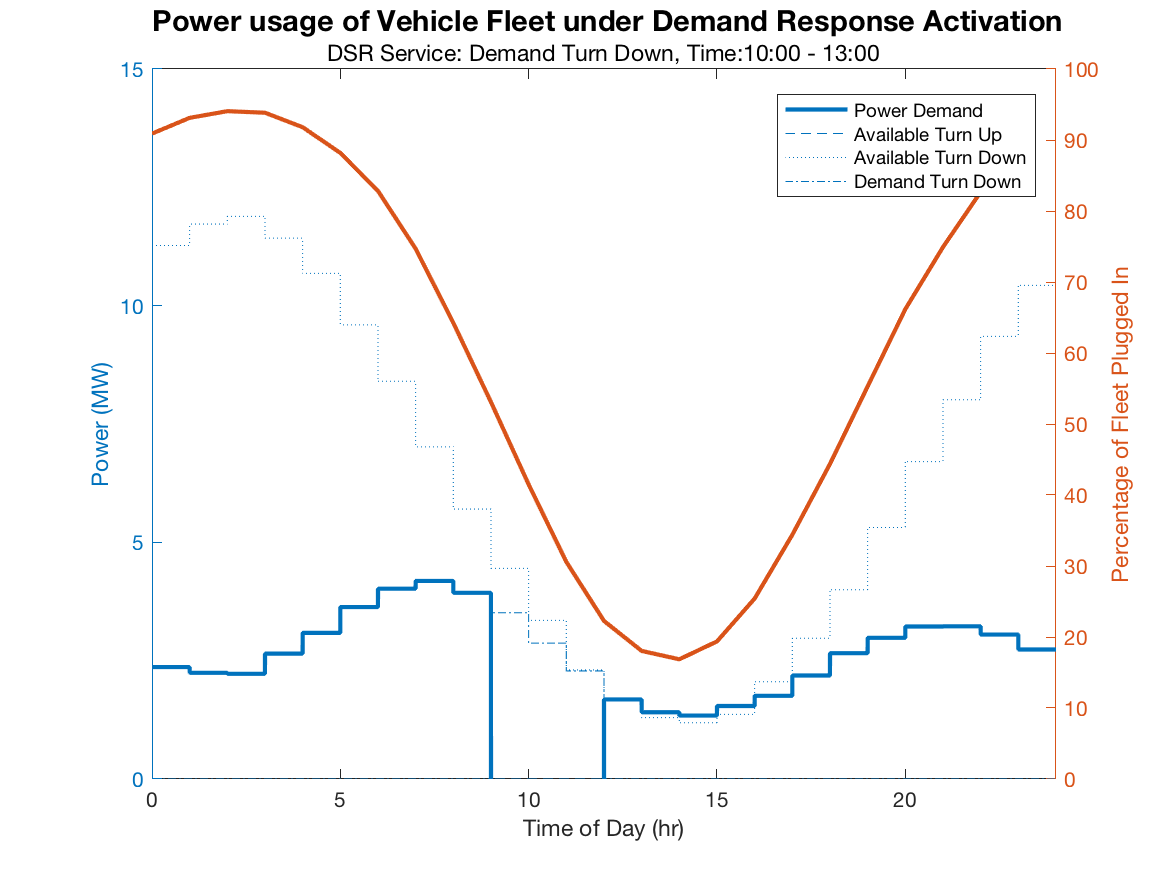 Power usage of Vehicle Fleet under Demand Response Activation
DSR Service: Demand Turn Down, Time:10:00 - 13:00
15
10
5
0
Power (MW)
100
90
80
70
60
50
40
30
20
10
0
Percentage of Fleet Plugged In
Power Demand
Available Turn Up
Available Turn Down
Demand Turn Down
0 5 10 15 20
Time of Day (hr)